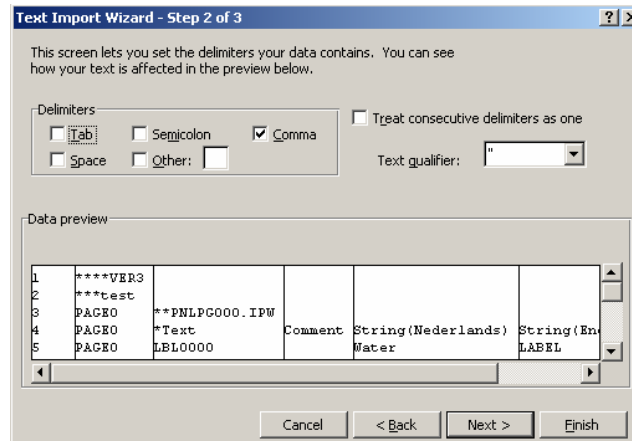 Text Import Wizard - Step 2 of 3
This screen lets you set the delimiters your data contains. You can see
how your text is affected in the preview below.
Delimiters
Tab Semicolon Comma
Space Other:
Treat consecutive delimiters as one
Text qualifier: "
Data preview
1 ****VER3
2 ***test
3 PAGE0 **PNLPG000.IPW
4 PAGE0 *Text Comment String(Nederlands) String(En
5 PAGE0 LBL0000 Water LABEL
Cancel < Back Next > Finish